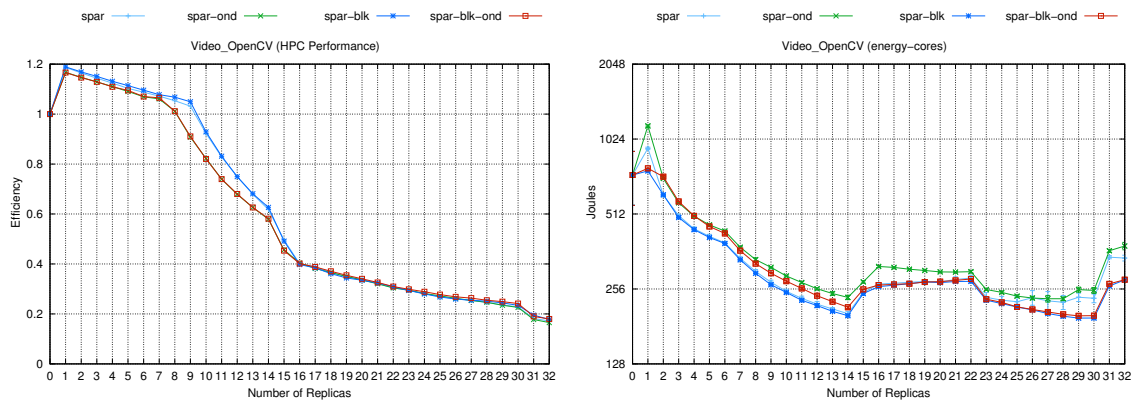 spar spar-ond spar-blk spar-blk-ond
Video_OpenCV (HPC Performance)
1.2
1
0.8
0.6
0.4
0.2
0
Efficiency
0 1 2 3 4 5 6 7 8 9 10 11 12 13 14 15 16 17 18 19 20 21 22 23 24 25 26 27 28 29 30 31 32
Number of Replicas
spar spar-ond spar-blk spar-blk-ond
Video_OpenCV (energy-cores)
2048
1024
512
256
128
Joules
0 1 2 3 4 5 6 7 8 9 10 11 12 13 14 15 16 17 18 19 20 21 22 23 24 25 26 27 28 29 30 31 32
Number of Replicas